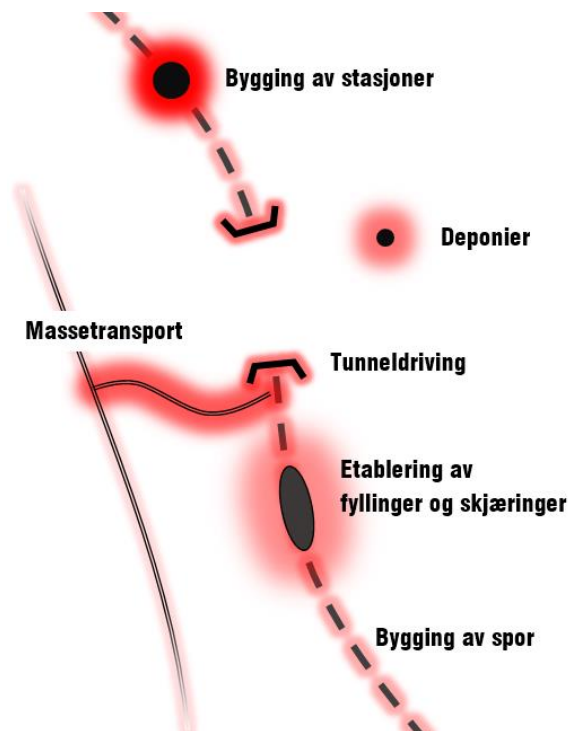 Bygging av stasjoner
Deponier
Massetransport
Tunneldriving
Etablering av
fyllinger og skjæringer
Bygging av spor